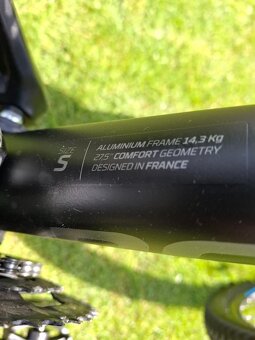 SIZE
S
ALUMINIUM FRAME 14,3 Kg
27,5" COMFORT GEOMETRY
DESIGNED IN FRANCE